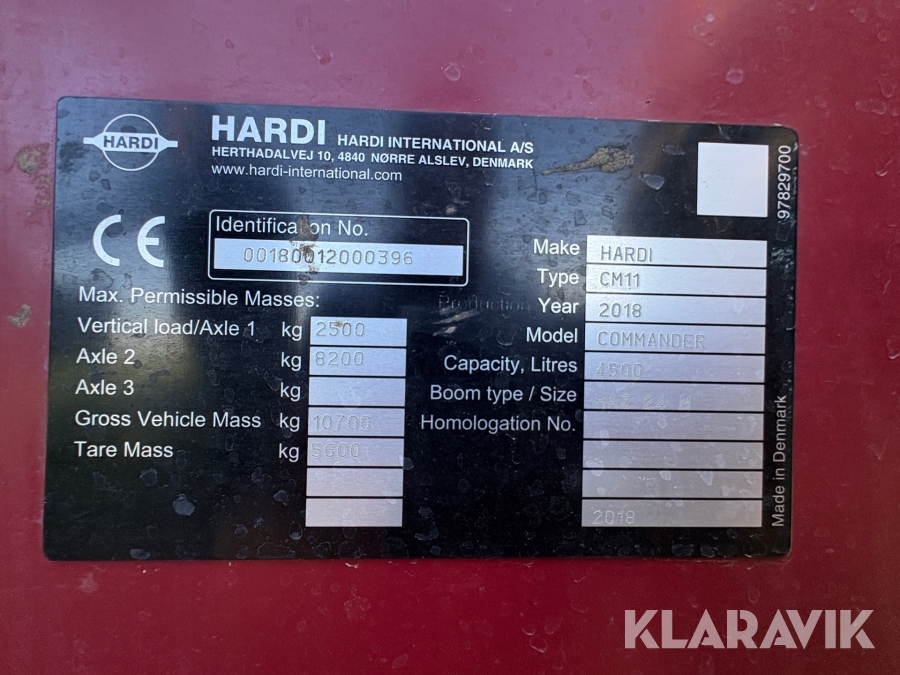 HARDI
HARDI HARDI INTERNATIONAL A/S
HERTHADALVEJ 10, 4840 NØRRE ALSLEV, DENMARK
www.hardi-international.com
97829700
Identification No.
00180012000396
Make HARDI
Type CM11
Production Year 2018
Model COMMANDER
Capacity, Litres 4500
Boom type / Size
Homologation No.
2018
Max. Permissible Masses:
Vertical load/Axle 1 kg 2500
Axle 2 kg 8200
Axle 3 kg
Gross Vehicle Mass kg 10700
Tare Mass kg 5600
Made in Denmark
KLARAVIK